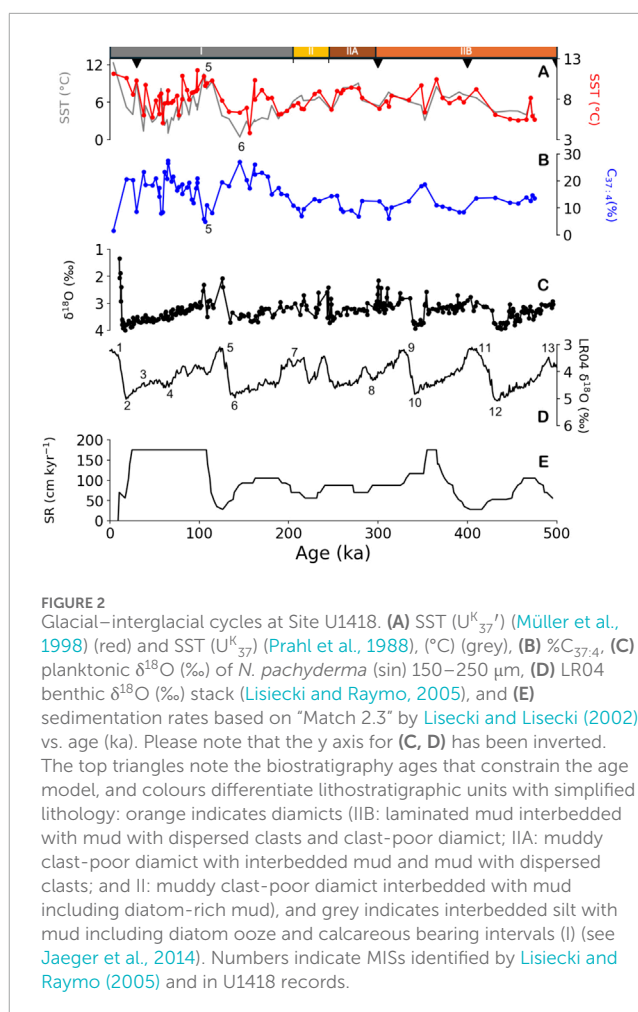 I II IIA IIB
12 6 0
SST (°C)
5
6
A
13 8 3
SST (°C)
B
5
30 20 10 0
C37:4(%)
1 2 3 4
δ18O (‰)
C
1 2 3 4 5 6 7 8 9 10 11 12 13
3 4 5 6
LR04 δ18O (‰)
D
200 150 100 50 0
SR (cm kyr⁻¹)
E
0 100 200 300 400 500
Age (ka)
FIGURE 2
Glacial–interglacial cycles at Site U1418. (A) SST (Uᴷ₃₇′) (Müller et al.,
1998) (red) and SST (Uᴷ₃₇) (Prahl et al., 1988), (°C) (grey), (B) %C₃₇:₄, (C)
planktonic δ¹⁸O (‰) of N. pachyderma (sin) 150–250 μm, (D) LR04
benthic δ¹⁸O (‰) stack (Lisiecki and Raymo, 2005), and (E)
sedimentation rates based on “Match 2.3” by Lisecki and Lisecki (2002)
vs. age (ka). Please note that the y axis for (C, D) has been inverted.
The top triangles note the biostratigraphy ages that constrain the age
model, and colours differentiate lithostratigraphic units with simplified
lithology: orange indicates diamicts (IIB: laminated mud interbedded
with mud with dispersed clasts and clast-poor diamict; IIA: muddy
clast-poor diamict with interbedded mud and mud with dispersed
clasts; and II: muddy clast-poor diamict interbedded with mud
including diatom-rich mud), and grey indicates interbedded silt with
mud including diatom ooze and calcareous bearing intervals (I) (see
Jaeger et al., 2014). Numbers indicate MISs identified by Lisiecki and
Raymo (2005) and in U1418 records.